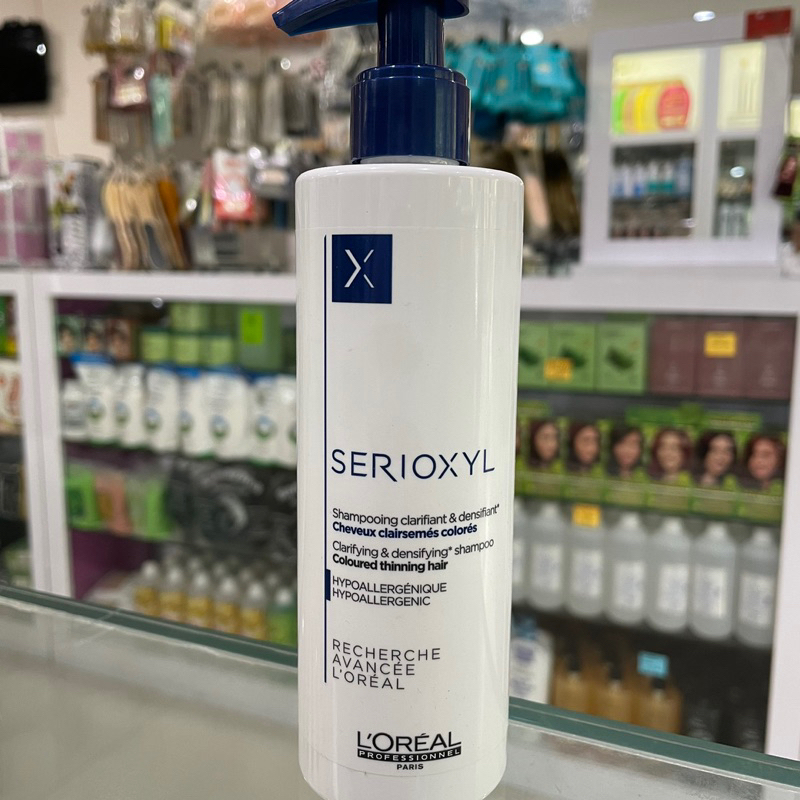 SERIOXYL
Shampooing clarifiant & densifiant*
Cheveux clairsemés colorés
Clarifying & densifying* shampoo
Coloured thinning hair
HYPOALLERGÉNIQUE
HYPOALLERGENIC
RECHERCHE
AVANCÉE
L'ORÉAL
L'ORÉAL
PROFESSIONNEL
PARIS